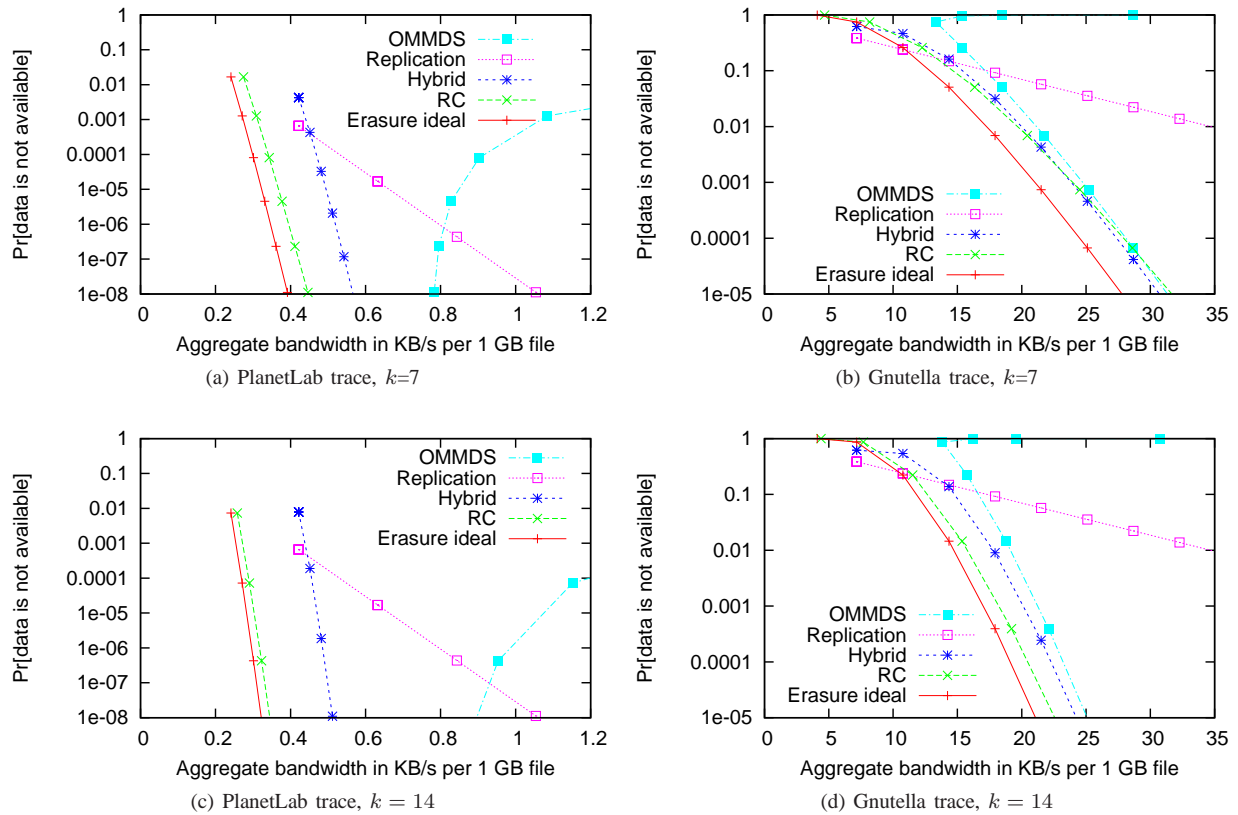 Pr[data is not available]
1
0.1
0.01
0.001
0.0001
1e-05
1e-06
1e-07
1e-08
OMMDS
Replication
Hybrid
RC
Erasure ideal
0 0.2 0.4 0.6 0.8 1 1.2
Aggregate bandwidth in KB/s per 1 GB file
(a) PlanetLab trace, k=7
Pr[data is not available]
1
0.1
0.01
0.001
0.0001
1e-05
OMMDS
Replication
Hybrid
RC
Erasure ideal
0 5 10 15 20 25 30 35
Aggregate bandwidth in KB/s per 1 GB file
(b) Gnutella trace, k=7
Pr[data is not available]
1
0.1
0.01
0.001
0.0001
1e-05
1e-06
1e-07
1e-08
OMMDS
Replication
Hybrid
RC
Erasure ideal
0 0.2 0.4 0.6 0.8 1 1.2
Aggregate bandwidth in KB/s per 1 GB file
(c) PlanetLab trace, k = 14
Pr[data is not available]
1
0.1
0.01
0.001
0.0001
1e-05
OMMDS
Replication
Hybrid
RC
Erasure ideal
0 5 10 15 20 25 30 35
Aggregate bandwidth in KB/s per 1 GB file
(d) Gnutella trace, k = 14